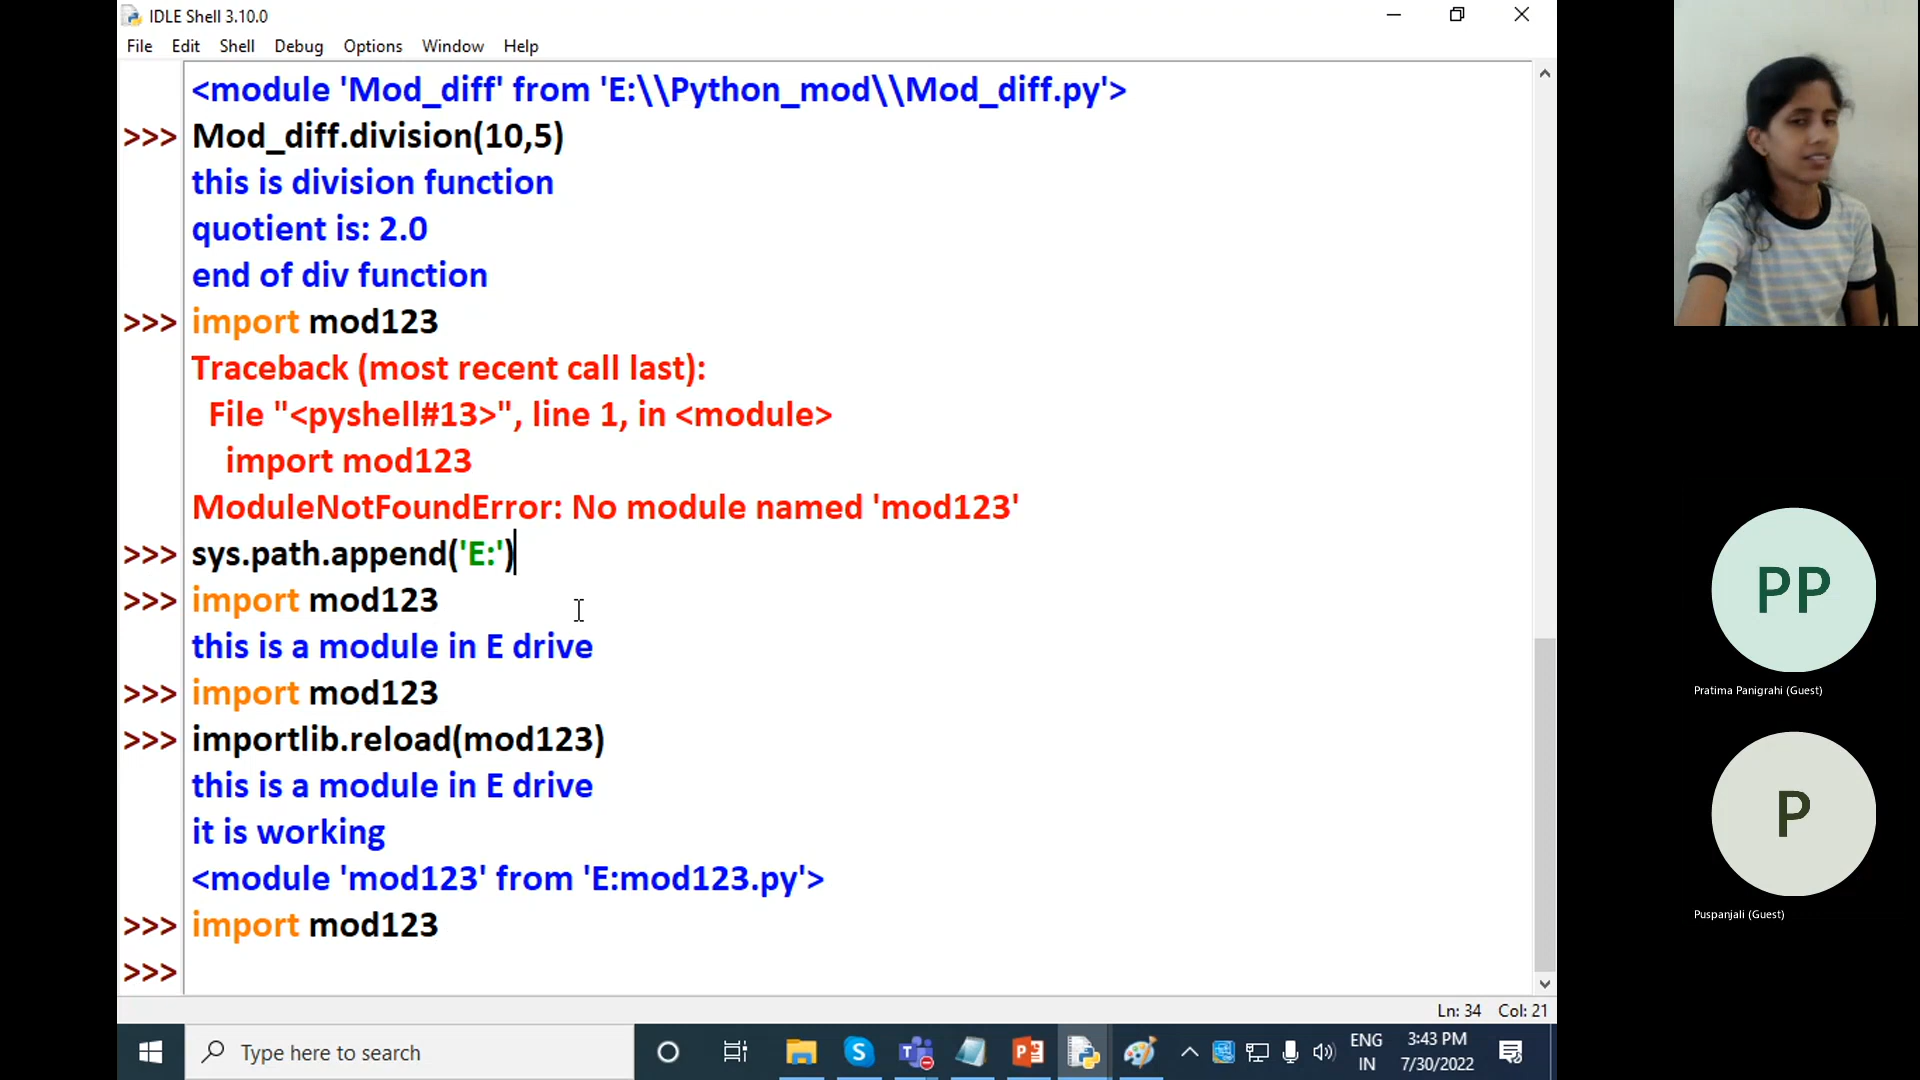 IDLE Shell 3.10.0
File Edit Shell Debug Options Window Help
<module 'Mod_diff' from 'E:\\Python_mod\\Mod_diff.py'>
>>> Mod_diff.division(10,5)
this is division function
quotient is: 2.0
end of div function
>>> import mod123
Traceback (most recent call last):
File "<pyshell#13>", line 1, in <module>
import mod123
ModuleNotFoundError: No module named 'mod123'
>>> sys.path.append('E:')
>>> import mod123
this is a module in E drive
>>> import mod123
>>> importlib.reload(mod123)
this is a module in E drive
it is working
<module 'mod123' from 'E:mod123.py'>
>>> import mod123
>>>
Ln: 34 Col: 21
Type here to search
ENG
IN
3:43 PM
7/30/2022
PP
Pratima Panigrahi (Guest)
P
Puspanjali (Guest)